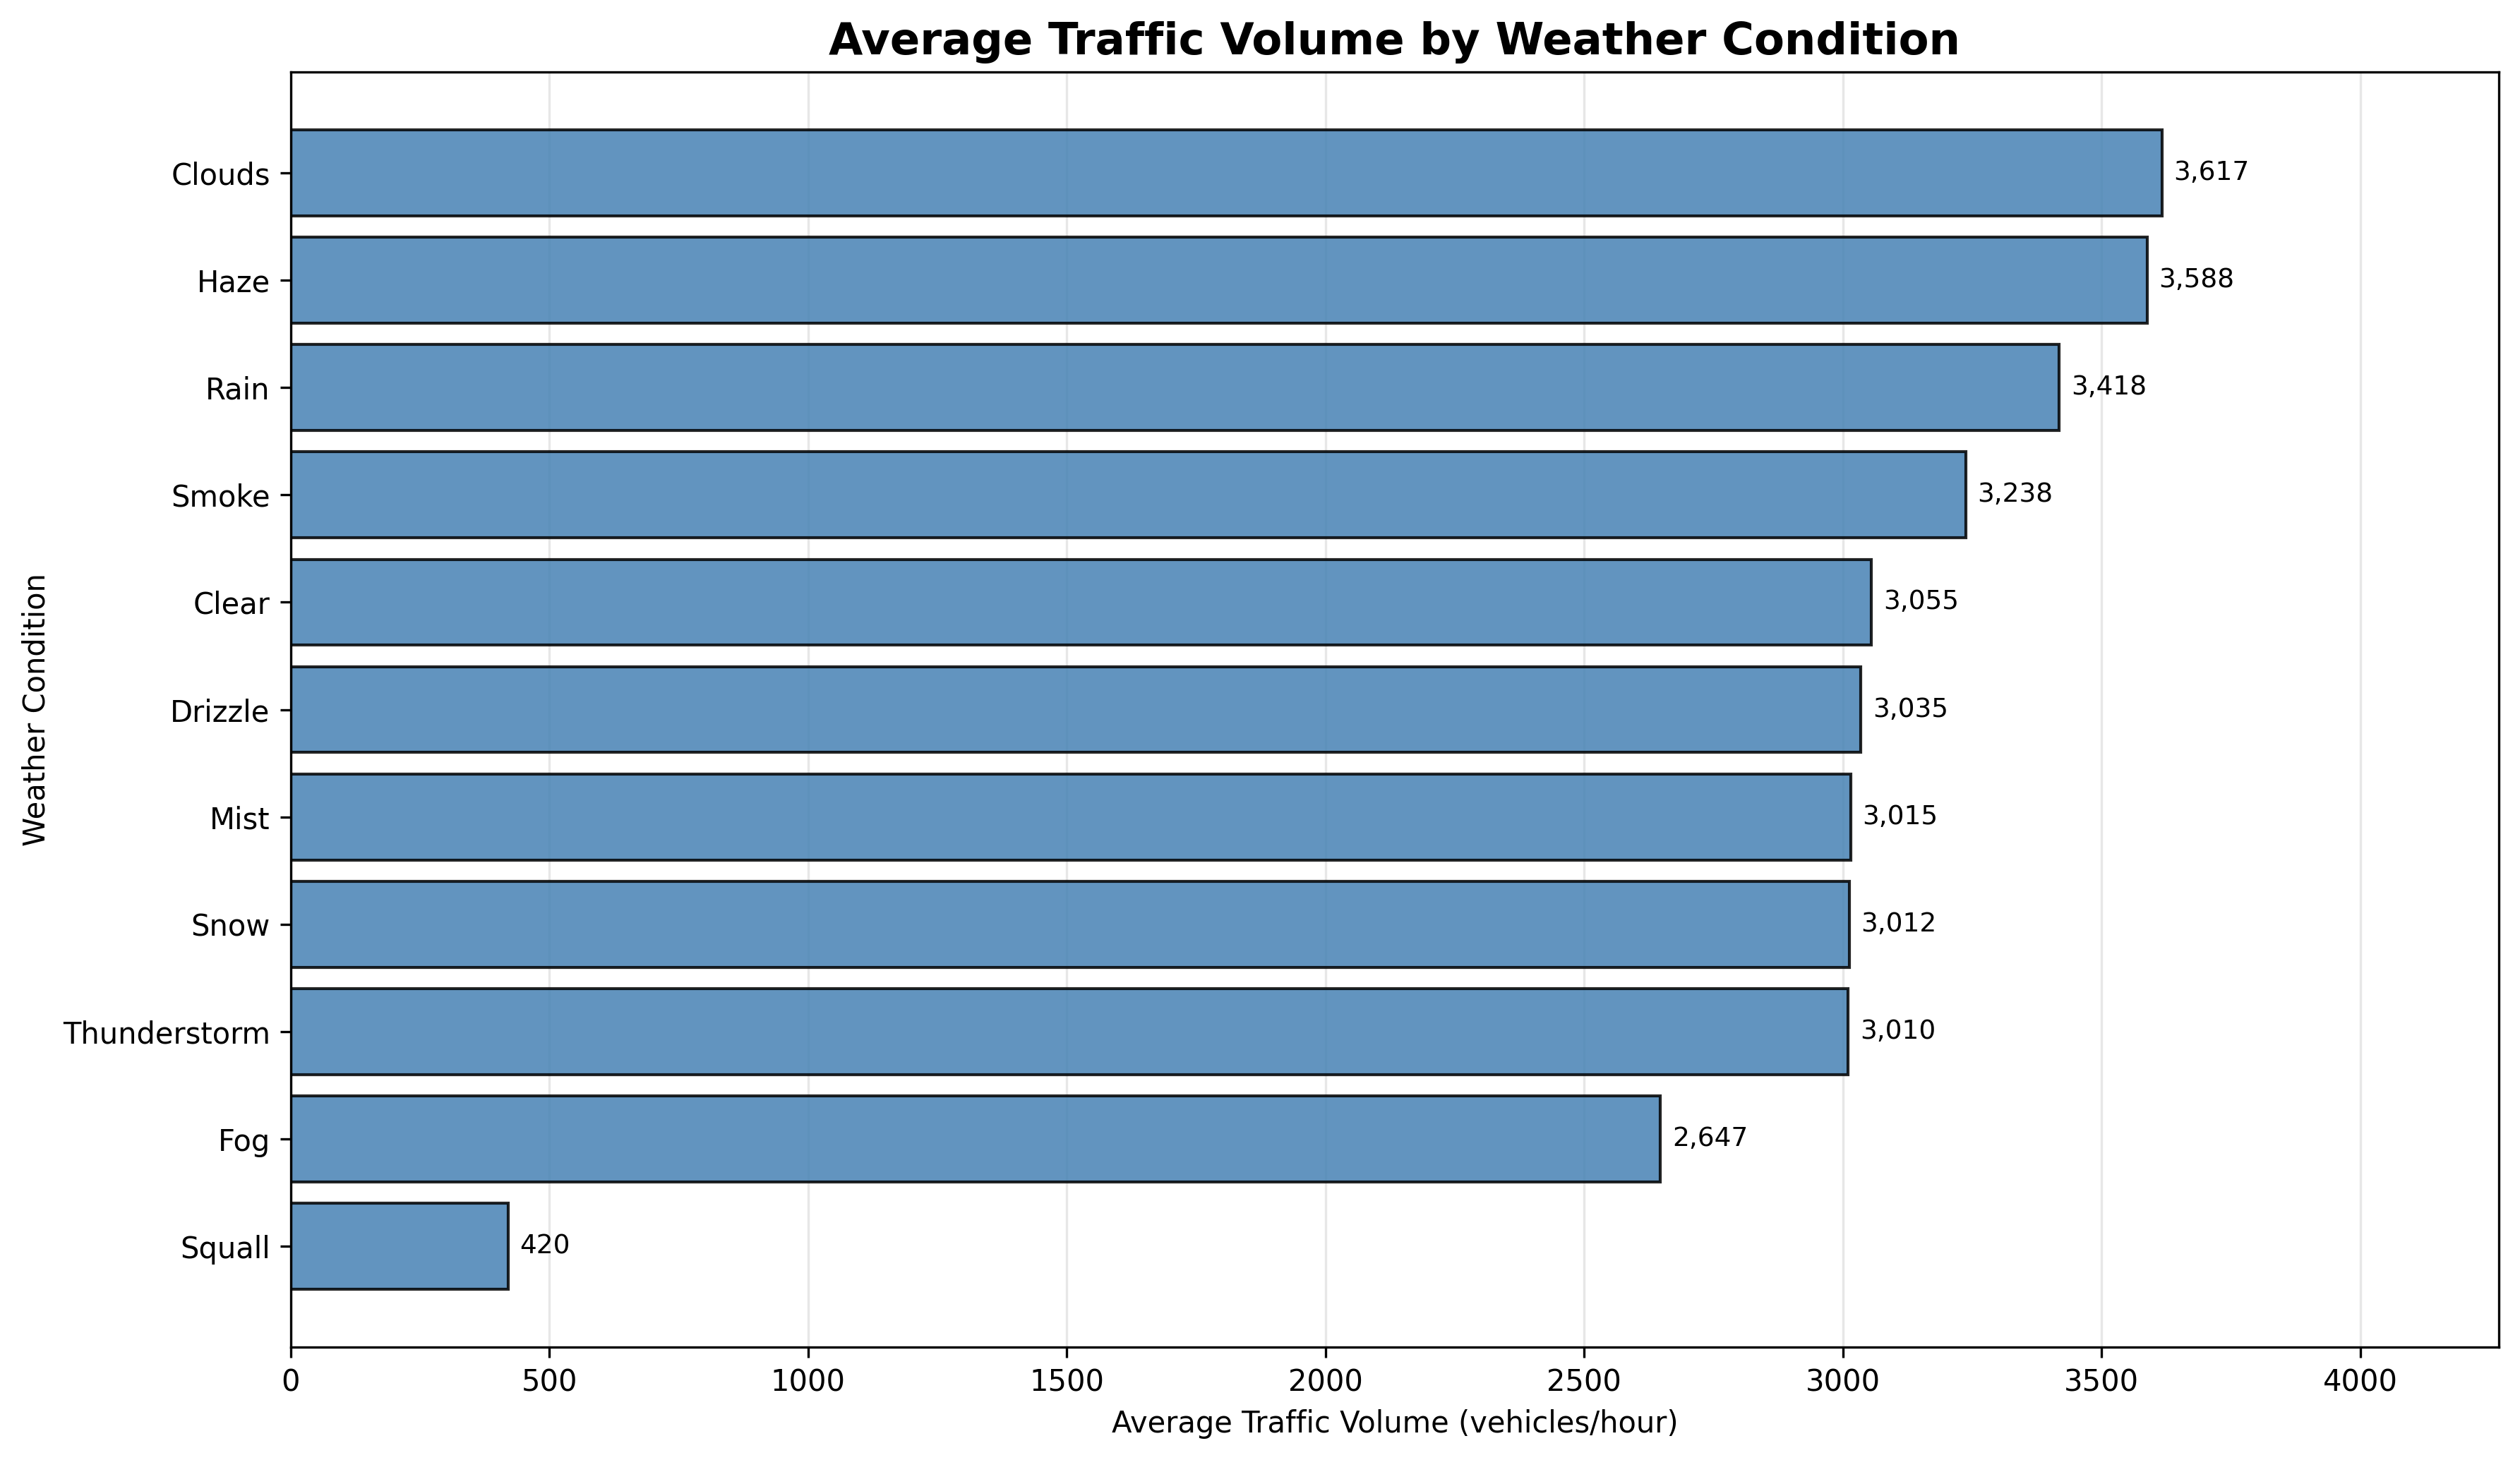 Average Traffic Volume by Weather Condition
Weather Condition
Clouds 3,617
Haze 3,588
Rain 3,418
Smoke 3,238
Clear 3,055
Drizzle 3,035
Mist 3,015
Snow 3,012
Thunderstorm 3,010
Fog 2,647
Squall 420
0 500 1000 1500 2000 2500 3000 3500 4000
Average Traffic Volume (vehicles/hour)